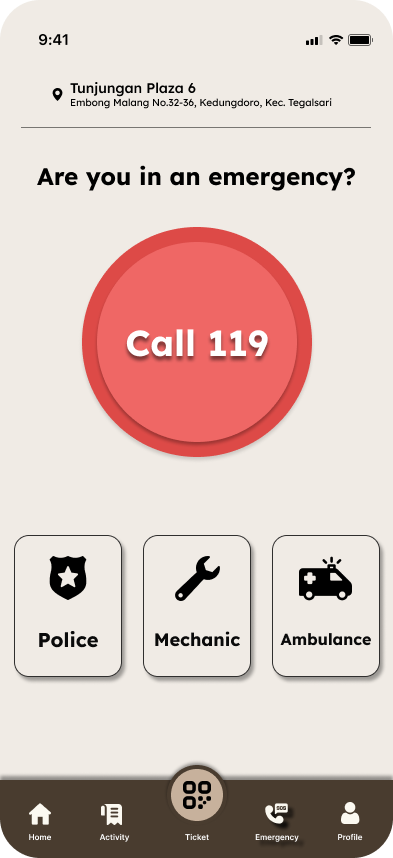 9:41
Tunjungan Plaza 6
Embong Malang No.32-36, Kedungdoro, Kec. Tegalsari
Are you in an emergency?
Call 119
Police
Mechanic
Ambulance
SOS
Home
Activity
Ticket
Emergency
Profile